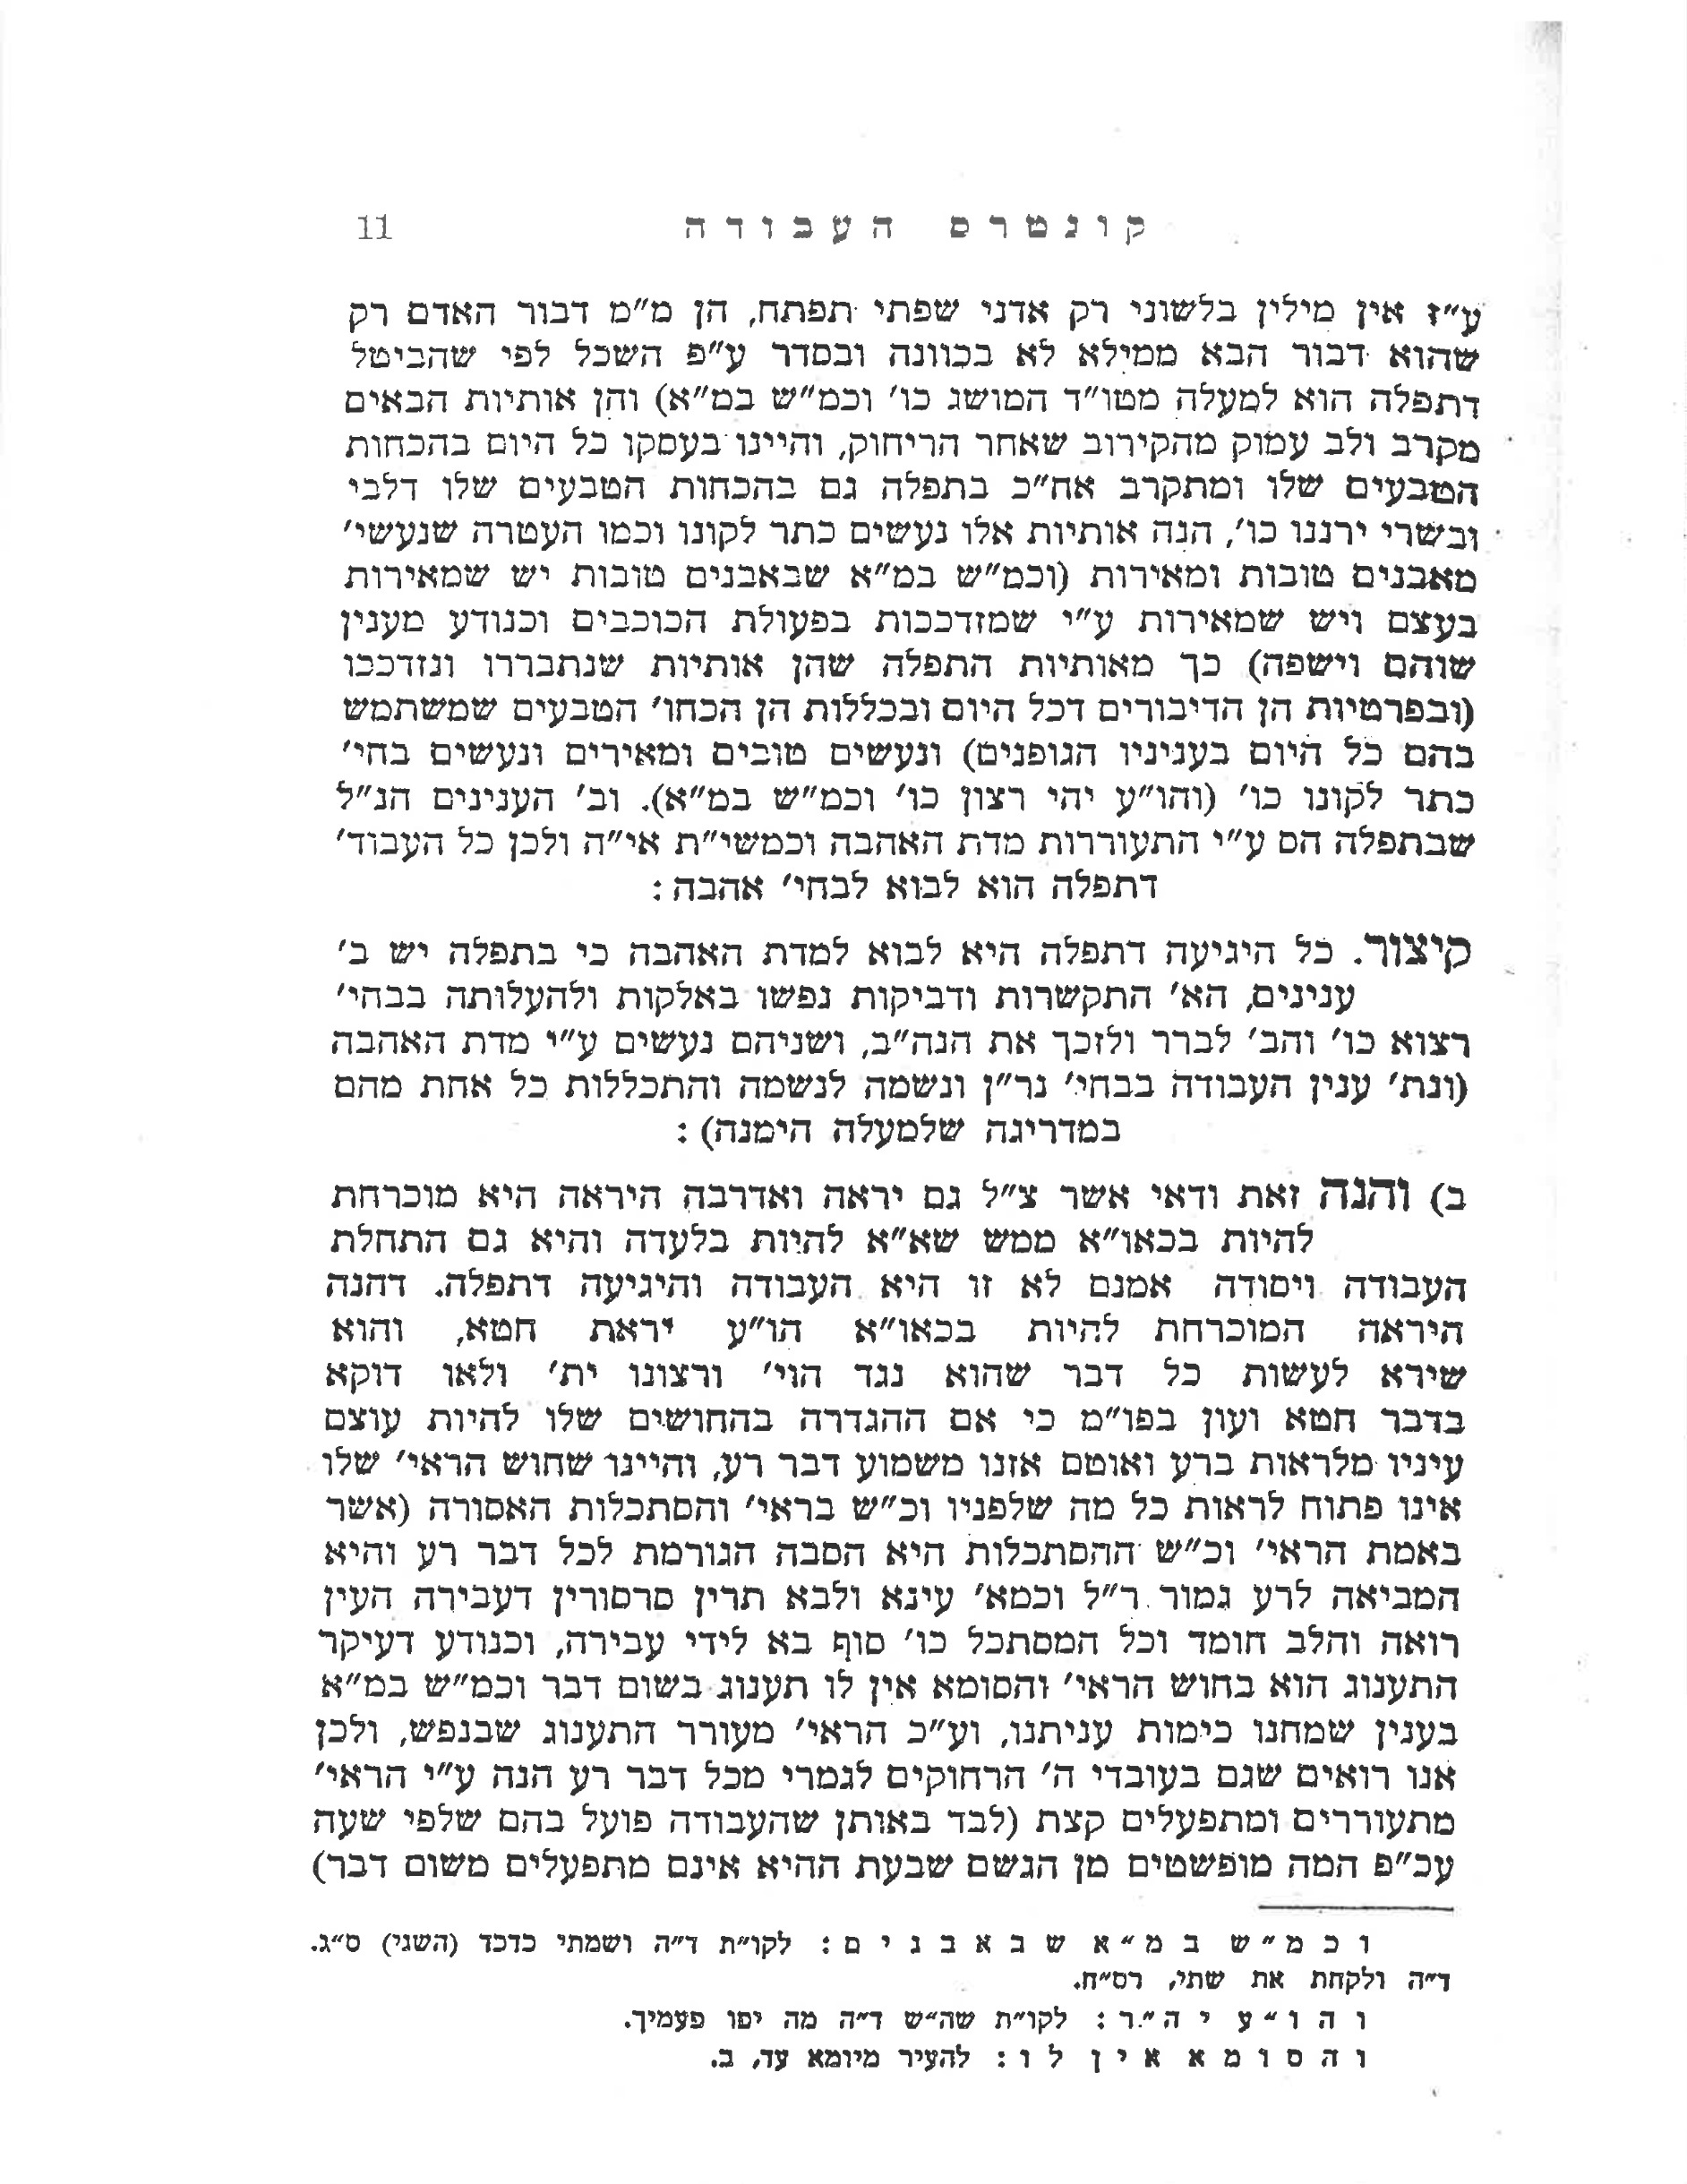 קונטרס העבודה 11
ע״ז אין מילין בלשוני רק אדני שפתי תפתח, הן מ״מ דבור האדם רק
שהוא דבור הבא ממילא לא בכוונה ובסדר ע״פ השכל לפי שהביטל
דתפלה הוא למעלה מטו״ד המושג כו׳ וכמ״ש במ״א) והן אותיות הבאים
מקרב ולב עמוק מהקירוב שאחר הריחוק, והיינו בעסקו כל היום בהכחות
הטבעים שלו ומתקרב אח״כ בתפלה גם בהכחות הטבעים שלו דלבי
ובשרי ירננו כו׳, הנה אותיות אלו נעשים כתר לקונו וכמו העטרה שנעשי׳
מאבנים טובות ומאירות (וכמ״ש במ״א שבאבנים טובות יש שמאירות
בעצם ויש שמאירות ע״י שמזדככות בפעולת הכוכבים וכנודע מענין
שוהם וישפה) כך מאותיות התפלה שהן אותיות שנתבררו ונזדככו
(ובפרטיות הן הדיבורים דכל היום ובכללות הן הכחו׳ הטבעים שמשתמש
בהם כל היום בעניניו הגופנים) ונעשים טובים ומאירים ונעשים בחי׳
כתר לקונו כו׳ (והו״ע יהי רצון כו׳ וכמ״ש במ״א). וב׳ הענינים הנ״ל
שבתפלה הם ע״י התעוררות מדת האהבה וכמשי״ת אי״ה ולכן כל העבוד׳
דתפלה הוא לבוא לבחי׳ אהבה :
קיצור. כל היגיעה דתפלה היא לבוא למדת האהבה כי בתפלה יש ב׳
ענינים, הא׳ התקשרות ודביקות נפשו באלקות ולהעלותה בבחי׳
רצוא כו׳ והב׳ לברר ולזכך את הנה״ב, ושניהם נעשים ע״י מדת האהבה
(ונת׳ ענין העבודה בבחי׳ נר״ן ונשמה לנשמה והתכללות כל אחת מהם
במדריגה שלמעלה הימנה) :
ב) והנה זאת ודאי אשר צ״ל גם יראה ואדרבה היראה היא מוכרחת
להיות בכאו״א ממש שא״א להיות בלעדה והיא גם התחלת
העבודה ויסודה אמנם לא זו היא העבודה והיגיעה דתפלה. דהנה
היראה המוכרחת להיות בכאו״א הו״ע יראת חטא, והוא
שירא לעשות כל דבר שהוא נגד הוי׳ ורצונו ית׳ ולאו דוקא
בדבר חטא ועון בפו״מ כי אם ההגדרה בהחושים שלו להיות עוצם
עיניו מלראות ברע ואוטם אזנו משמוע דבר רע, והיינו שחוש הראי׳ שלו
אינו פתוח לראות כל מה שלפניו וכ״ש בראי׳ והסתכלות האסורה (אשר
באמת הראי׳ וכ״ש ההסתכלות היא הסבה הגורמת לכל דבר רע והיא
המביאה לרע גמור ר״ל וכמא׳ עינא ולבא תרין סרסורין דעבירה העין
רואה והלב חומד וכל המסתכל כו׳ סוף בא לידי עבירה, וכנודע דעיקר
התענוג הוא בחוש הראי׳ והסומא אין לו תענוג בשום דבר וכמ״ש במ״א
בענין שמחנו כימות עניתנו, וע״כ הראי׳ מעורר התענוג שבנפש, ולכן
אנו רואים שגם בעובדי ה׳ הרחוקים לגמרי מכל דבר רע הנה ע״י הראי׳
מתעוררים ומתפעלים קצת (לבד באותן שהעבודה פועל בהם שלפי שעה
עכ״פ המה מופשטים מן הגשם שבעת ההיא אינם מתפעלים משום דבר)
וכמ״ש במ״א שבאבנים: לקו״ת ד״ה ושמתי כדכד (השני) ס״ג.
ד״ה ולקחת את שתי, רס״ח.
והו״ע יה״ר: לקו״ת שה״ש ד״ה מה יפו פעמיך.
והסומא אין לו: להעיר מיומא עד, ב.